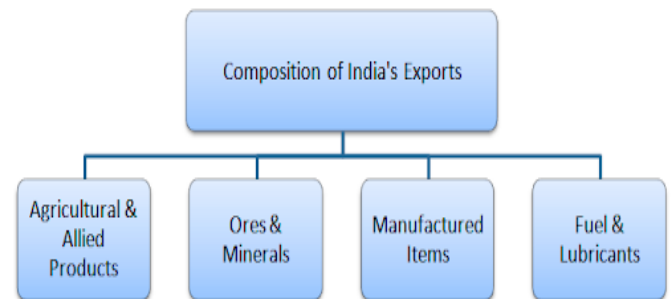 Composition of India's Exports
Agricultural &
Allied
Products
Ores &
Minerals
Manufactured
Items
Fuel &
Lubricants